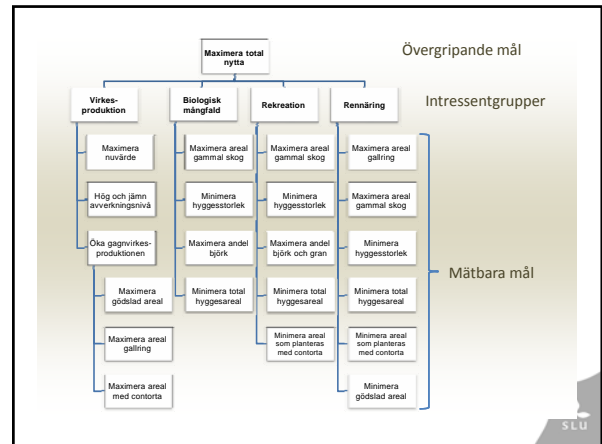 Maximera total
nytta
Övergripande mål
Virkes-
produktion
Biologisk
mångfald
Rekreation
Rennäring
Intressentgrupper
Maximera
nuvärde
Hög och jämn
avverkningsnivå
Öka gagnvirkes-
produktionen
Maximera
gödslad areal
Maximera areal
gallring
Maximera areal
med contorta
Maximera areal
gammal skog
Minimera
hyggesstorlek
Maximera andel
björk
Minimera total
hyggesareal
Maximera areal
gammal skog
Minimera
hyggesstorlek
Maximera andel
björk och gran
Minimera total
hyggesareal
Minimera areal
som planteras
med contorta
Maximera areal
gallring
Maximera areal
gammal skog
Minimera
hyggesstorlek
Minimera total
hyggesareal
Minimera areal
som planteras
med contorta
Minimera
gödslad areal
Mätbara mål
SLU